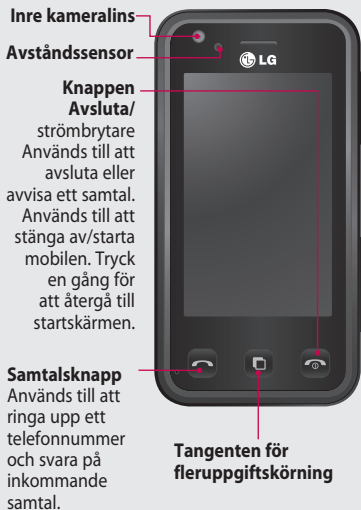 Inre kameralins
Avståndssensor
LG
Knappen
Avsluta/
strömbrytare
Används till att
avsluta eller
avvisa ett samtal.
Används till att
stänga av/starta
mobilen. Tryck
en gång för
att återgå till
startskärmen.
Samtalsknapp
Används till att
ringa upp ett
telefonnummer
och svara på
inkommande
samtal.
Tangenten för
fleruppgiftskörning